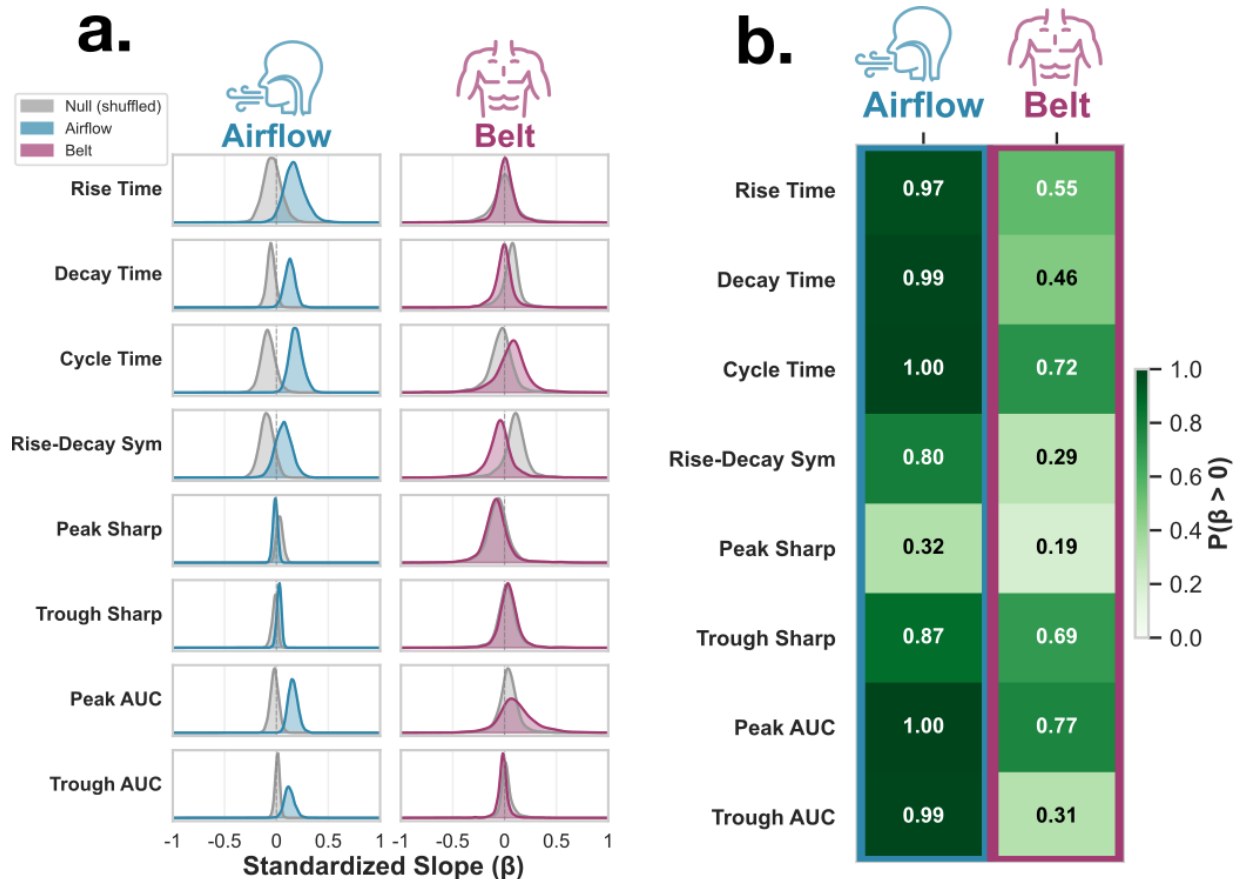 a.
Null (shuffled)
Airflow
Belt
Airflow
Belt
Rise Time
Decay Time
Cycle Time
Rise-Decay Sym
Peak Sharp
Trough Sharp
Peak AUC
Trough AUC
-1 -0.5 0 0.5 1 -1 -0.5 0 0.5 1
Standardized Slope (β)
b.
Airflow Belt
Rise Time 0.97 0.55
Decay Time 0.99 0.46
Cycle Time 1.00 0.72
Rise-Decay Sym 0.80 0.29
Peak Sharp 0.32 0.19
Trough Sharp 0.87 0.69
Peak AUC 1.00 0.77
Trough AUC 0.99 0.31
1.0
0.8
0.6
0.4
0.2
0.0
P(β > 0)